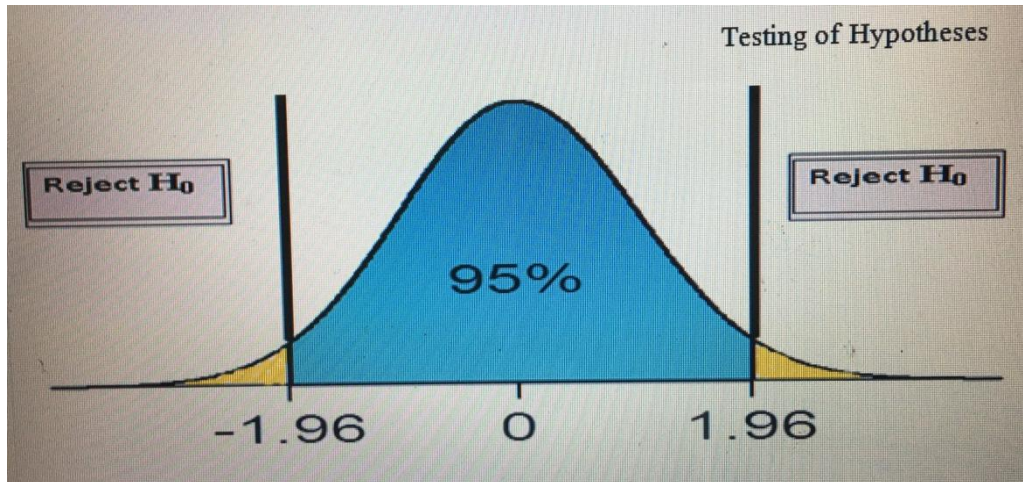 Testing of Hypotheses
Reject H₀
Reject H₀
95%
-1.96
0
1.96